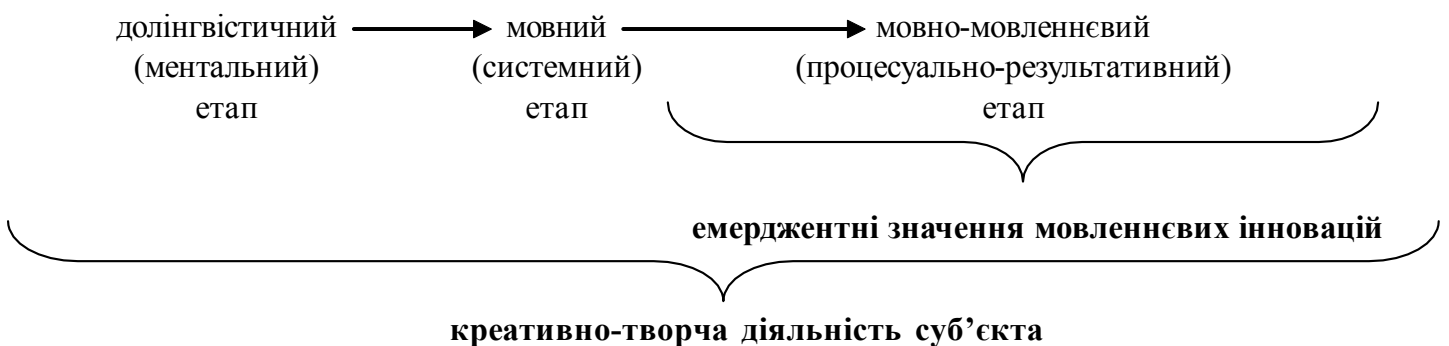 долінгвістичний мовний мовно-мовленнєвий
(ментальний) (системний) (процесуально-результативний)
етап етап етап
емерджентні значення мовленнєвих інновацій
креативно-творча діяльність суб’єкта